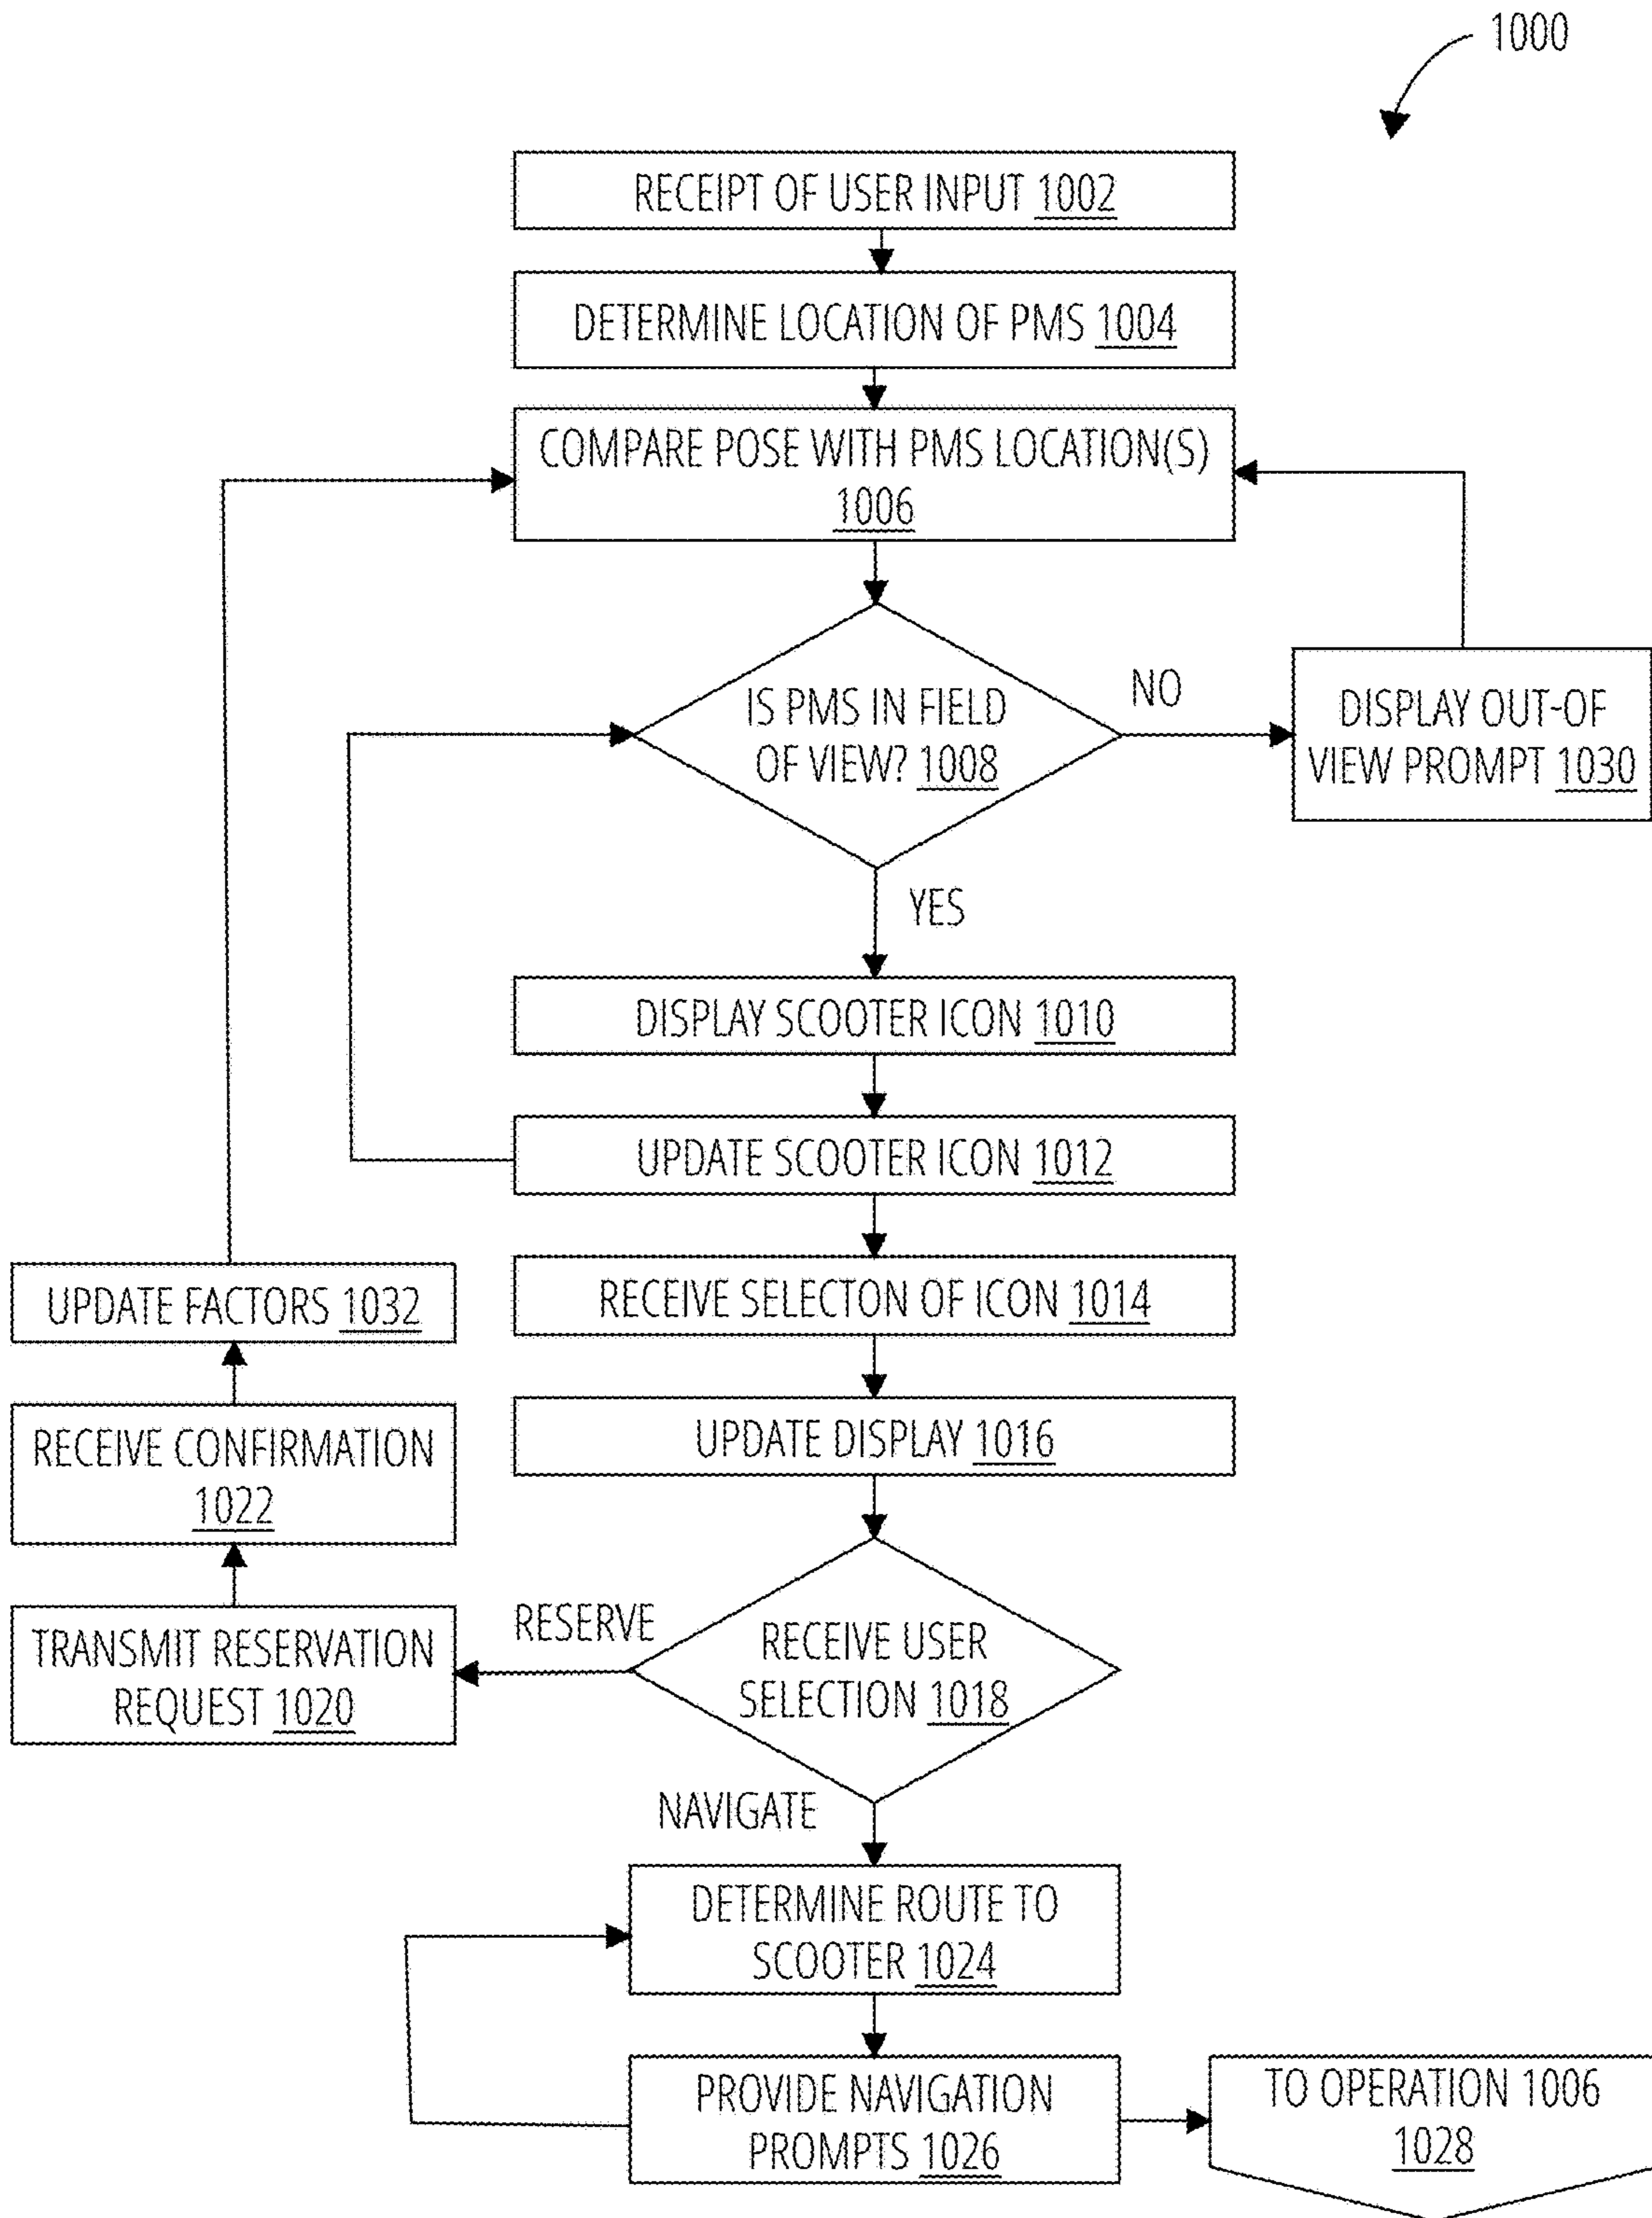 1000
RECEIPT OF USER INPUT 1002
DETERMINE LOCATION OF PMS 1004
COMPARE POSE WITH PMS LOCATION(S)
1006
IS PMS IN FIELD
OF VIEW? 1008
NO
DISPLAY OUT-OF
VIEW PROMPT 1030
YES
DISPLAY SCOOTER ICON 1010
UPDATE SCOOTER ICON 1012
RECEIVE SELECTON OF ICON 1014
UPDATE FACTORS 1032
UPDATE DISPLAY 1016
RECEIVE CONFIRMATION
1022
RECEIVE USER
SELECTION 1018
RESERVE
TRANSMIT RESERVATION
REQUEST 1020
NAVIGATE
DETERMINE ROUTE TO
SCOOTER 1024
PROVIDE NAVIGATION
PROMPTS 1026
TO OPERATION 1006
1028